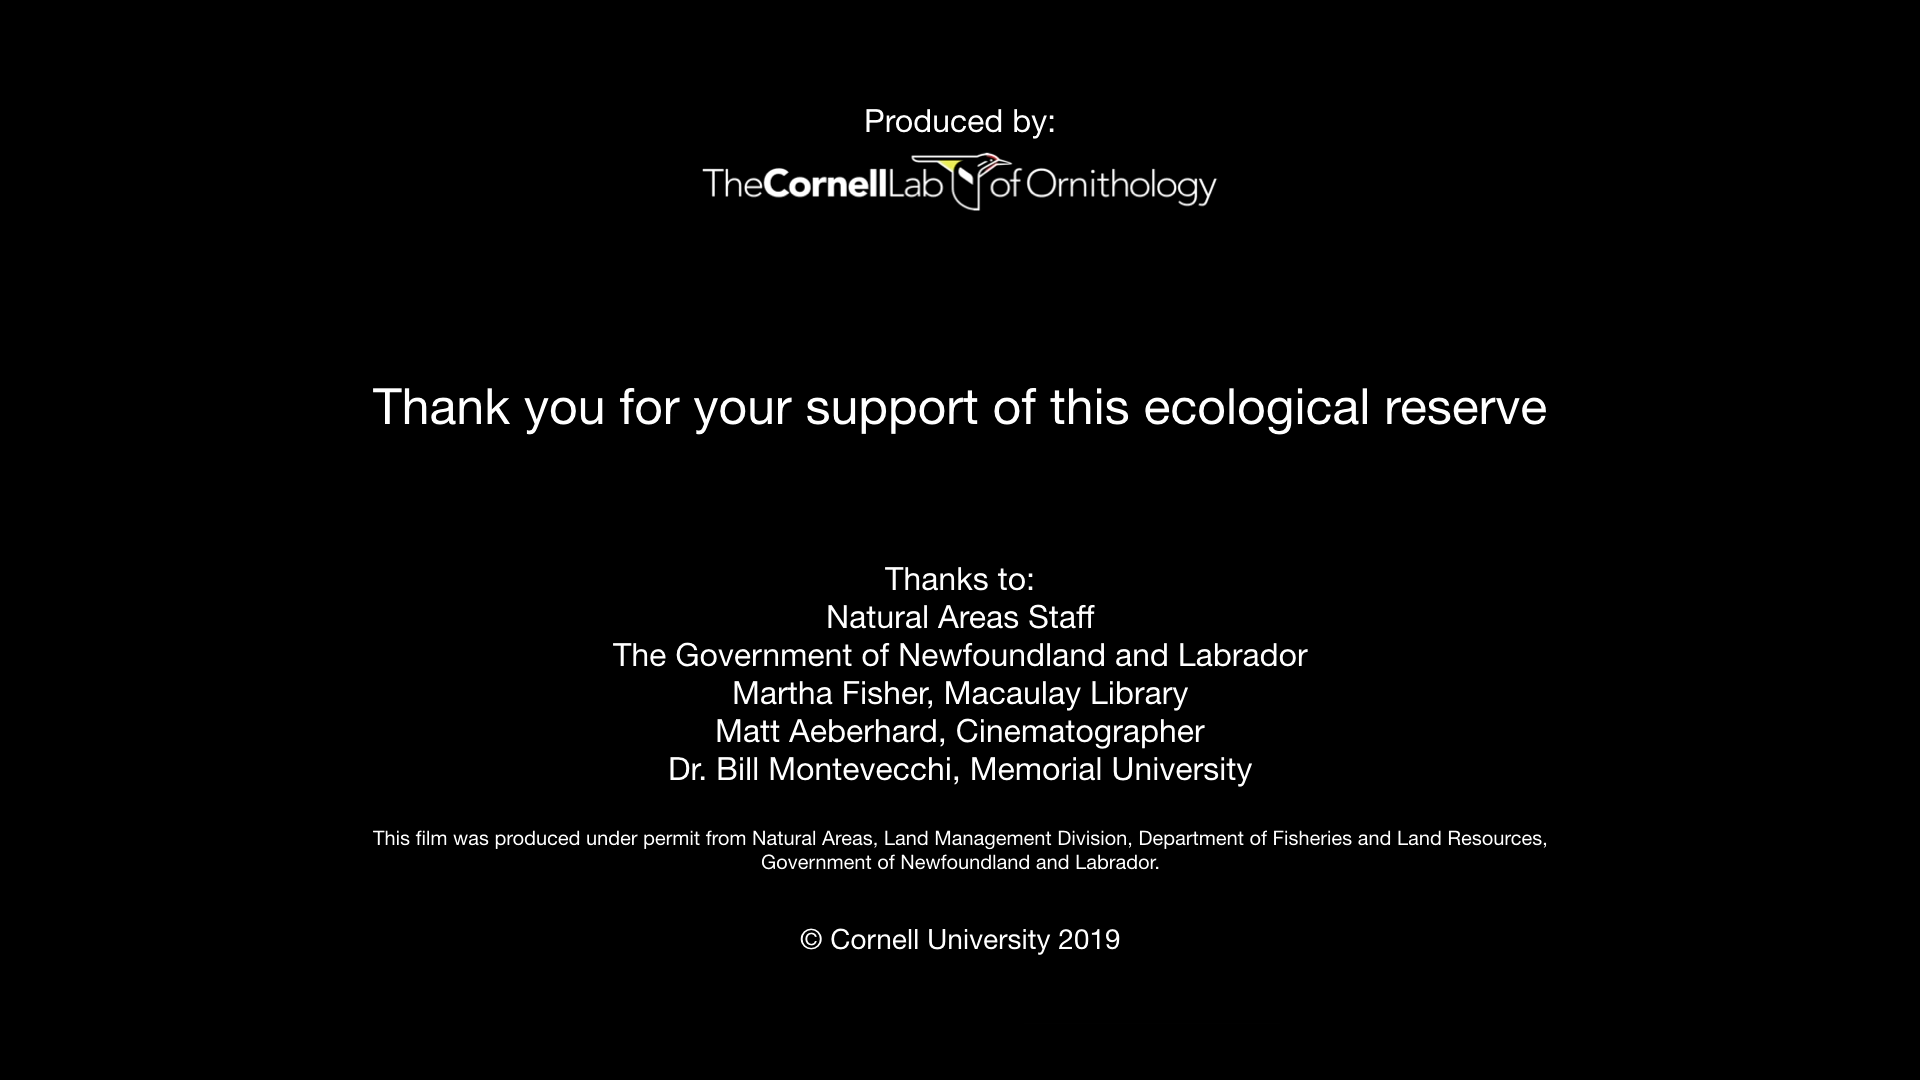 Produced by:
TheCornellLab of Ornithology
Thank you for your support of this ecological reserve
Thanks to:
Natural Areas Staff
The Government of Newfoundland and Labrador
Martha Fisher, Macaulay Library
Matt Aeberhard, Cinematographer
Dr. Bill Montevecchi, Memorial University
This film was produced under permit from Natural Areas, Land Management Division, Department of Fisheries and Land Resources,
Government of Newfoundland and Labrador.
© Cornell University 2019